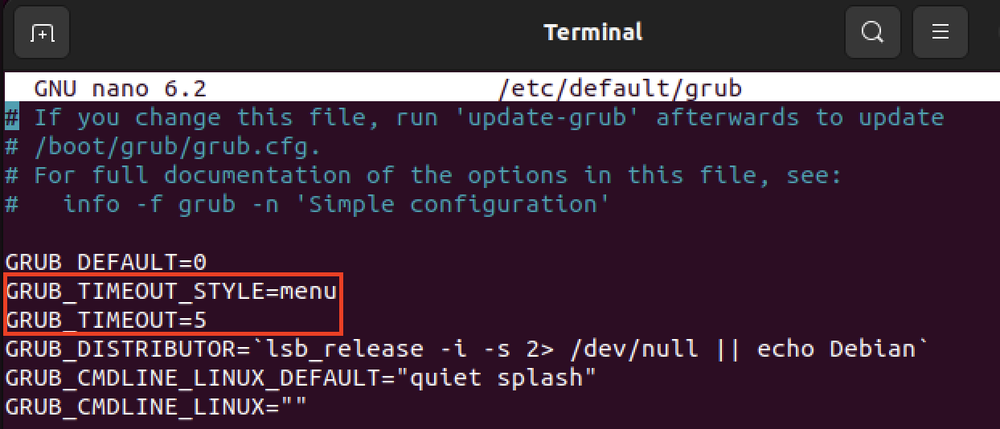 Terminal
GNU nano 6.2 /etc/default/grub
# If you change this file, run 'update-grub' afterwards to update
# /boot/grub/grub.cfg.
# For full documentation of the options in this file, see:
#   info -f grub -n 'Simple configuration'
GRUB_DEFAULT=0
GRUB_TIMEOUT_STYLE=menu
GRUB_TIMEOUT=5
GRUB_DISTRIBUTOR=`lsb_release -i -s 2> /dev/null || echo Debian`
GRUB_CMDLINE_LINUX_DEFAULT="quiet splash"
GRUB_CMDLINE_LINUX=""